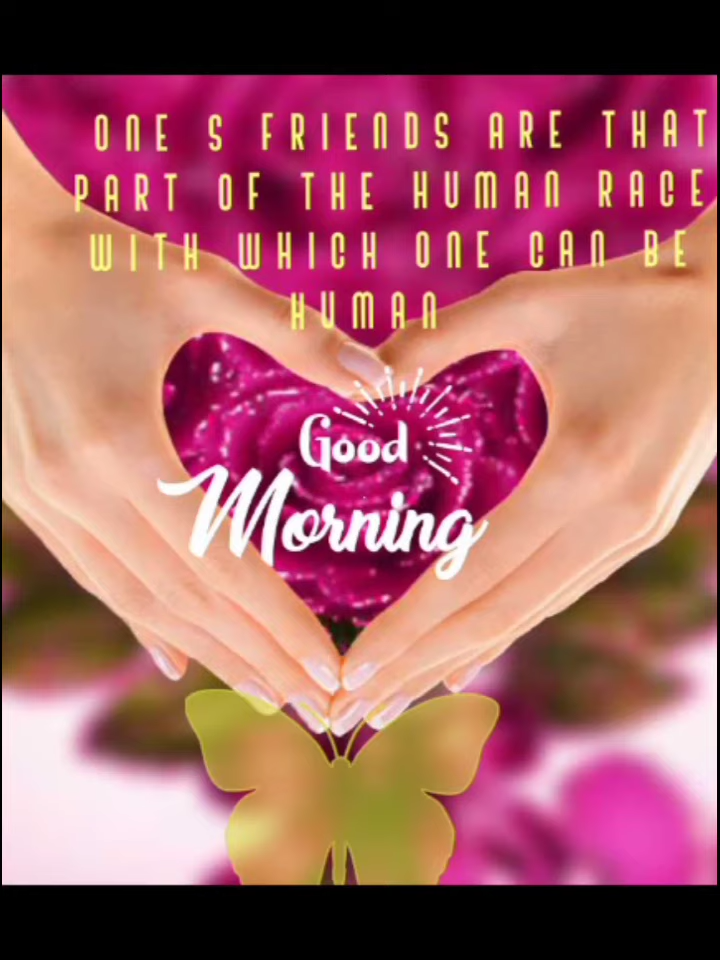 ONE S FRIENDS ARE THAT
PART OF THE HUMAN RACE
WITH WHICH ONE CAN BE
HUMAN
Good
Morning